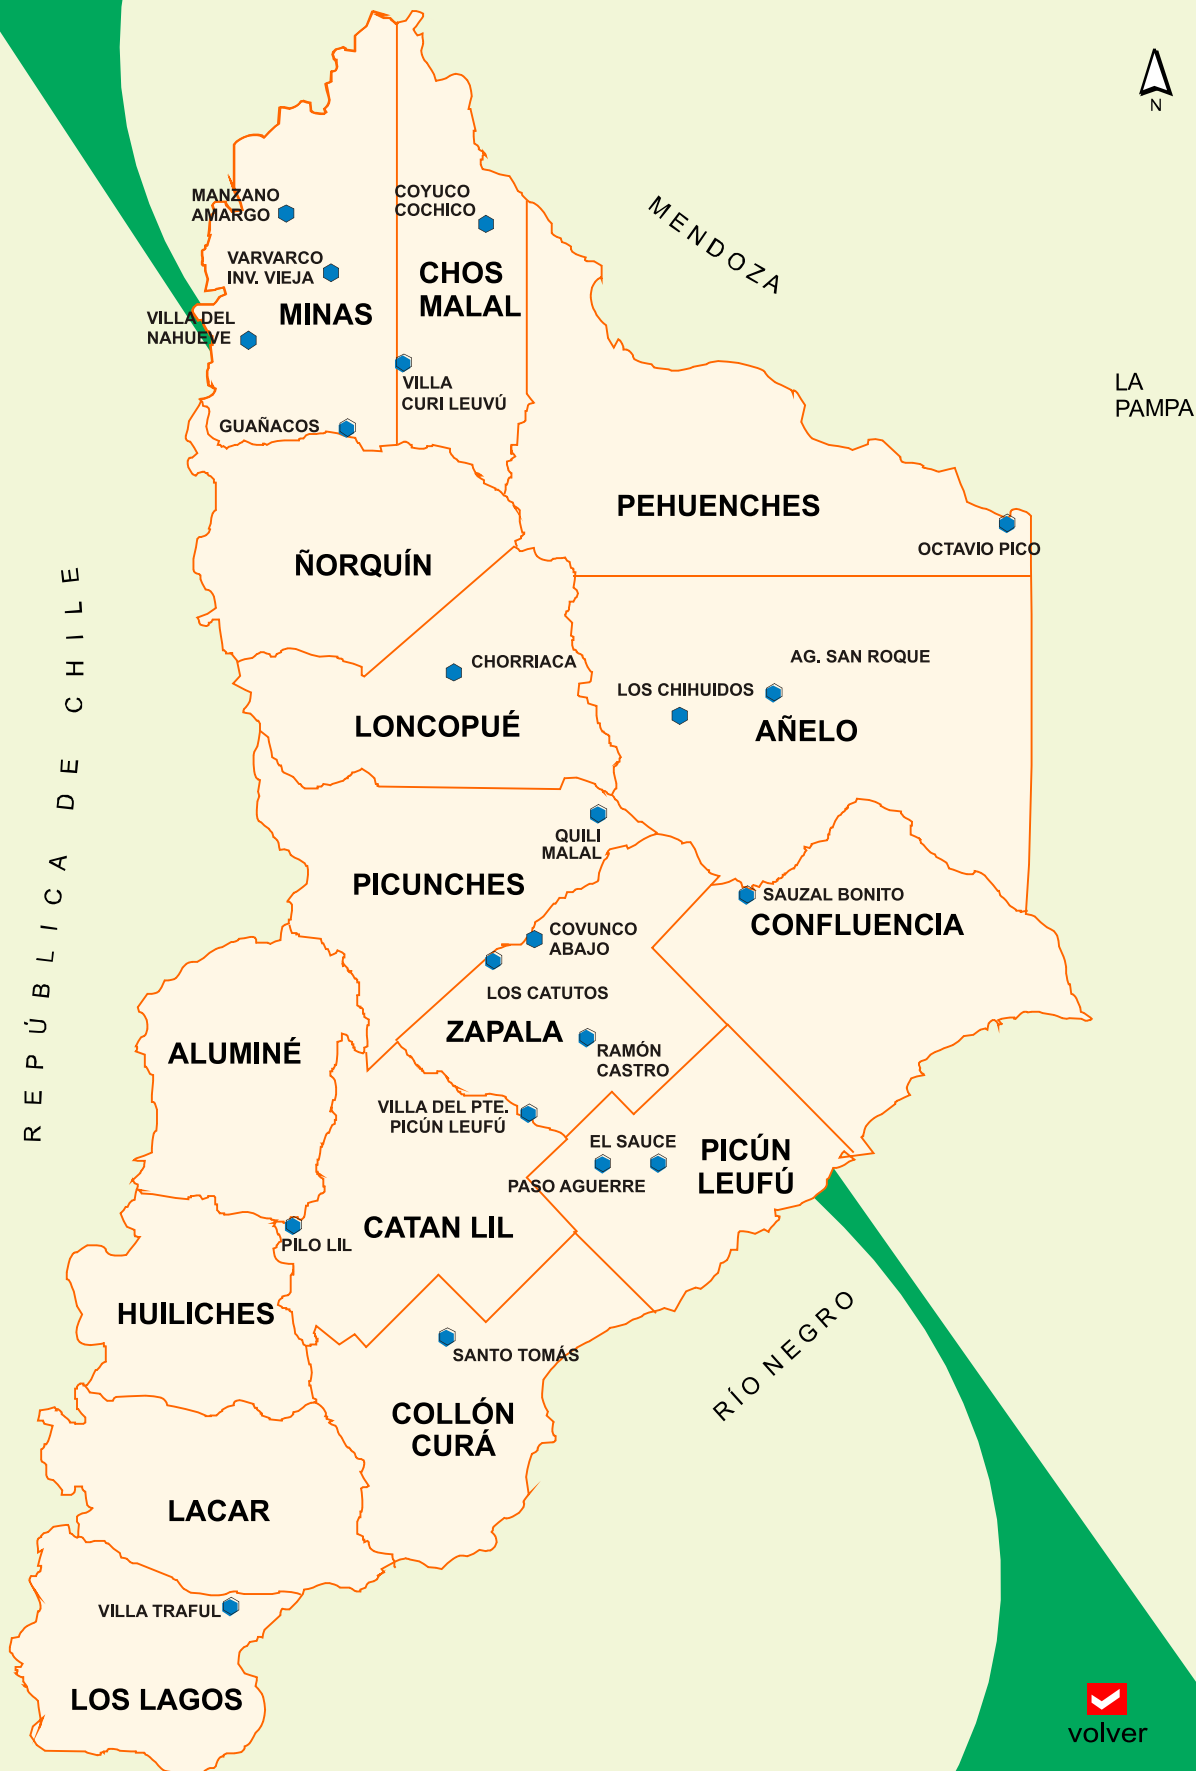 N
MENDOZA
MANZANO
AMARGO
COYUCO
COCHICO
VARVARCO
INV. VIEJA
CHOS
MALAL
MINAS
VILLA DEL
NAHUEVE
VILLA
CURI LEUVÚ
LA
PAMPA
GUAÑACOS
PEHUENCHES
OCTAVIO PICO
ÑORQUÍN
REPÚBLICA DE CHILE
CHORRIACA
AG. SAN ROQUE
LOS CHIHUIDOS
LONCOPUÉ
AÑELO
QUILI
MALAL
PICUNCHES
SAUZAL BONITO
CONFLUENCIA
COVUNCO
ABAJO
LOS CATUTOS
ZAPALA
RAMÓN
CASTRO
ALUMINÉ
VILLA DEL PTE.
PICÚN LEUFÚ
EL SAUCE
PASO AGUERRE
PICÚN
LEUFÚ
CATAN LIL
PILO LIL
HUILICHES
RÍO NEGRO
SANTO TOMÁS
COLLÓN
CURÁ
LACAR
VILLA TRAFUL
LOS LAGOS
volver